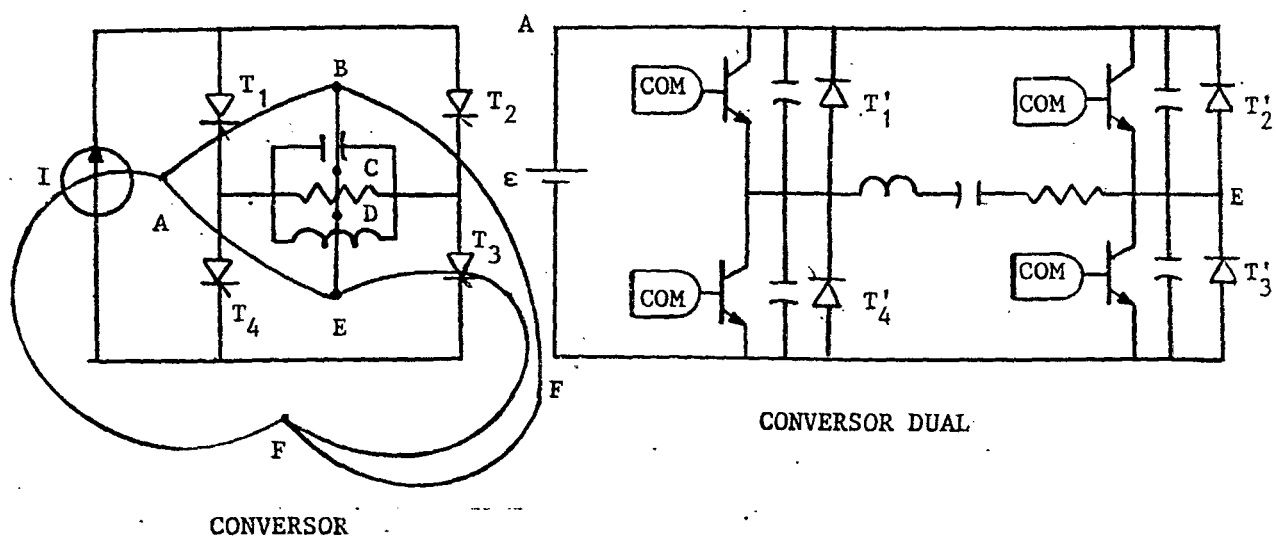 A
B
T1
T2
COM
T'1
COM
T'2
C
I
ε
A
D
E
T3
COM
T'4
COM
T'3
T4
E
F
F
CONVERSOR DUAL
CONVERSOR